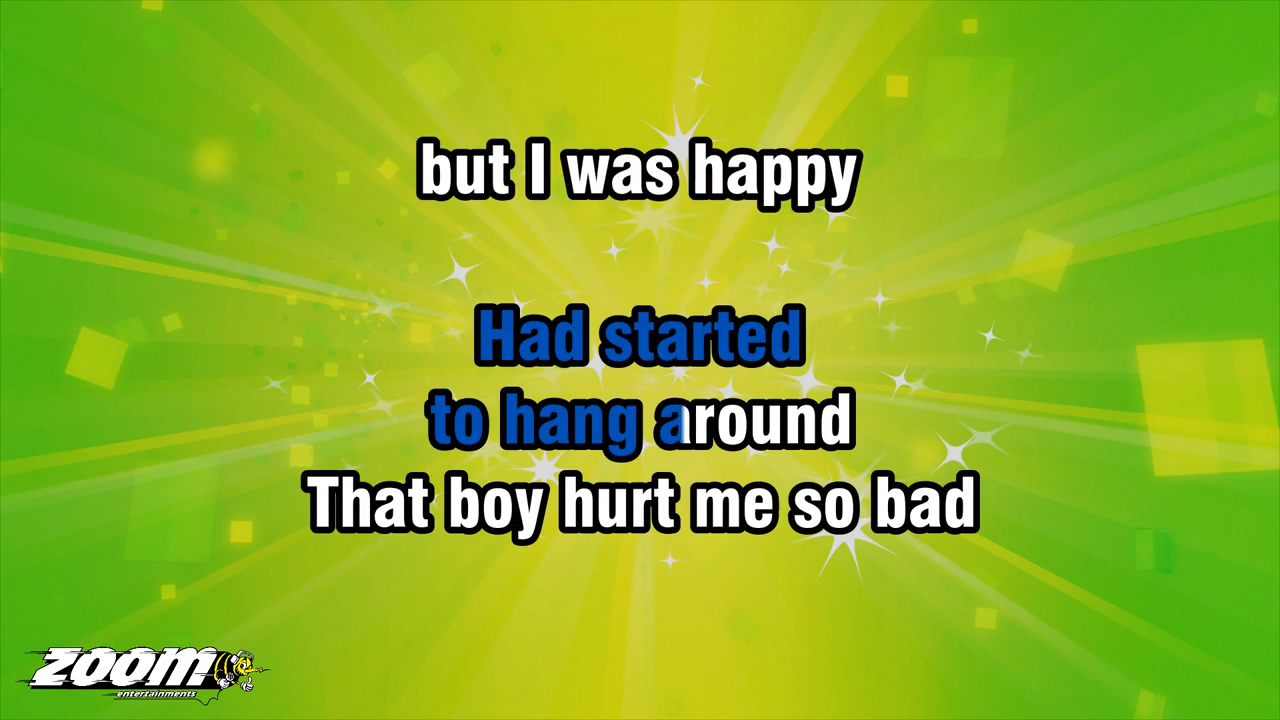 but I was happy
Had started
to hang around
That boy hurt me so bad
ZOOM
entertainments